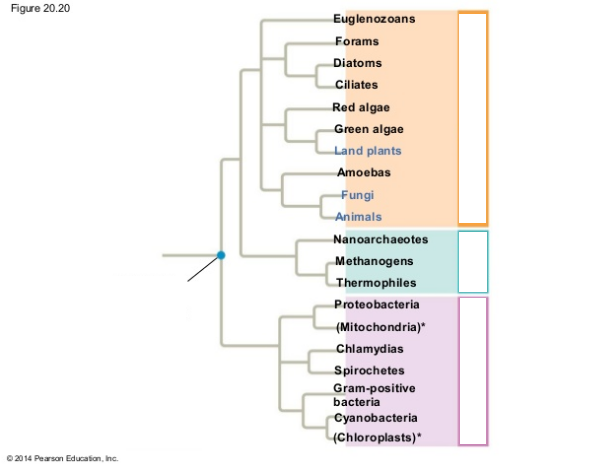 Figure 20.20
Euglenozoans
Forams
Diatoms
Ciliates
Red algae
Green algae
Land plants
Amoebas
Fungi
Animals
Nanoarchaeotes
Methanogens
Thermophiles
Proteobacteria
(Mitochondria)*
Chlamydias
Spirochetes
Gram-positive
bacteria
Cyanobacteria
(Chloroplasts)*
© 2014 Pearson Education, Inc.